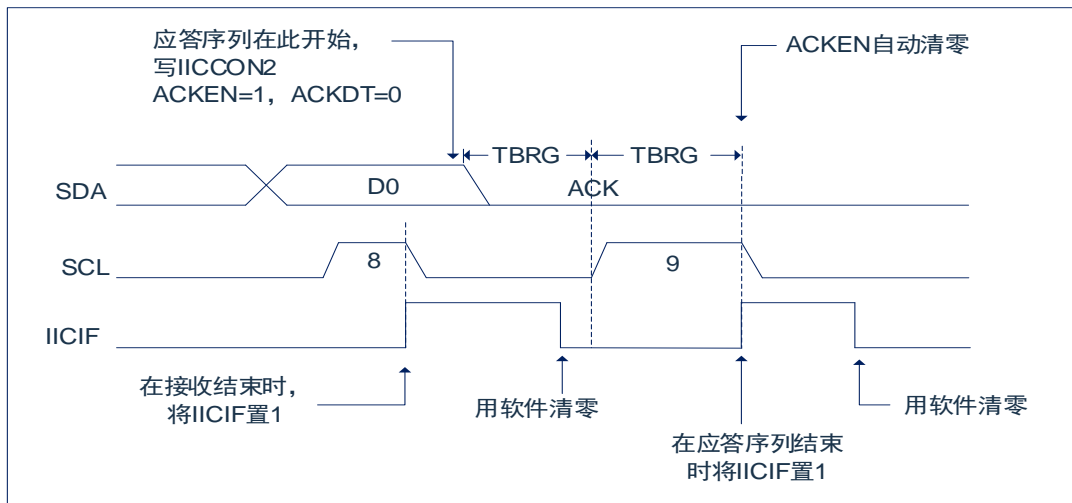 应答序列在此开始，
写IICCON2
ACKEN=1，ACKDT=0
ACKEN自动清零
TBRG
TBRG
SDA
D0
ACK
SCL
8
9
IICIF
在接收结束时，
将IICIF置1
用软件清零
在应答序列结束
时将IICIF置1
用软件清零